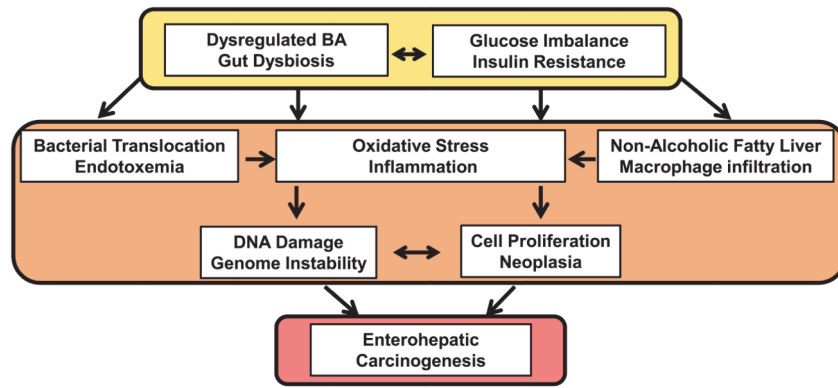 Dysregulated BA
Gut Dysbiosis
Glucose Imbalance
Insulin Resistance
Bacterial Translocation
Endotoxemia
Oxidative Stress
Inflammation
Non-Alcoholic Fatty Liver
Macrophage infiltration
DNA Damage
Genome Instability
Cell Proliferation
Neoplasia
Enterohepatic
Carcinogenesis